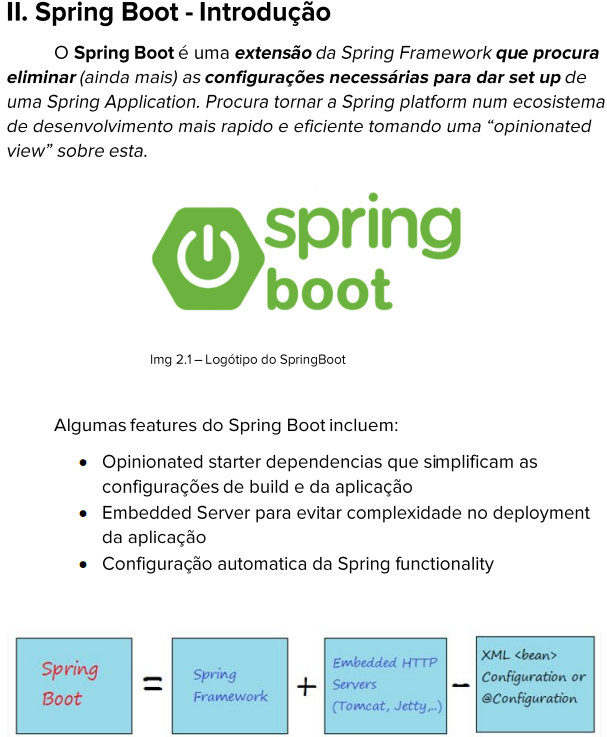 II. Spring Boot - Introdução
O Spring Boot é uma extensão da Spring Framework que procura
eliminar (ainda mais) as configurações necessárias para dar set up de
uma Spring Application. Procura tornar a Spring platform num ecosistema
de desenvolvimento mais rapido e eficiente tomando uma “opinionated
view” sobre esta.
spring
boot
Img 2.1 – Logótipo do SpringBoot
Algumas features do Spring Boot incluem:
• Opinionated starter dependencias que simplificam as
configurações de build e da aplicação
• Embedded Server para evitar complexidade no deployment
da aplicação
• Configuração automatica da Spring functionality
Spring
Boot
=
Spring
Framework
+
Embedded HTTP
Servers
(Tomcat, Jetty,..)
–
XML <bean>
Configuration or
@Configuration